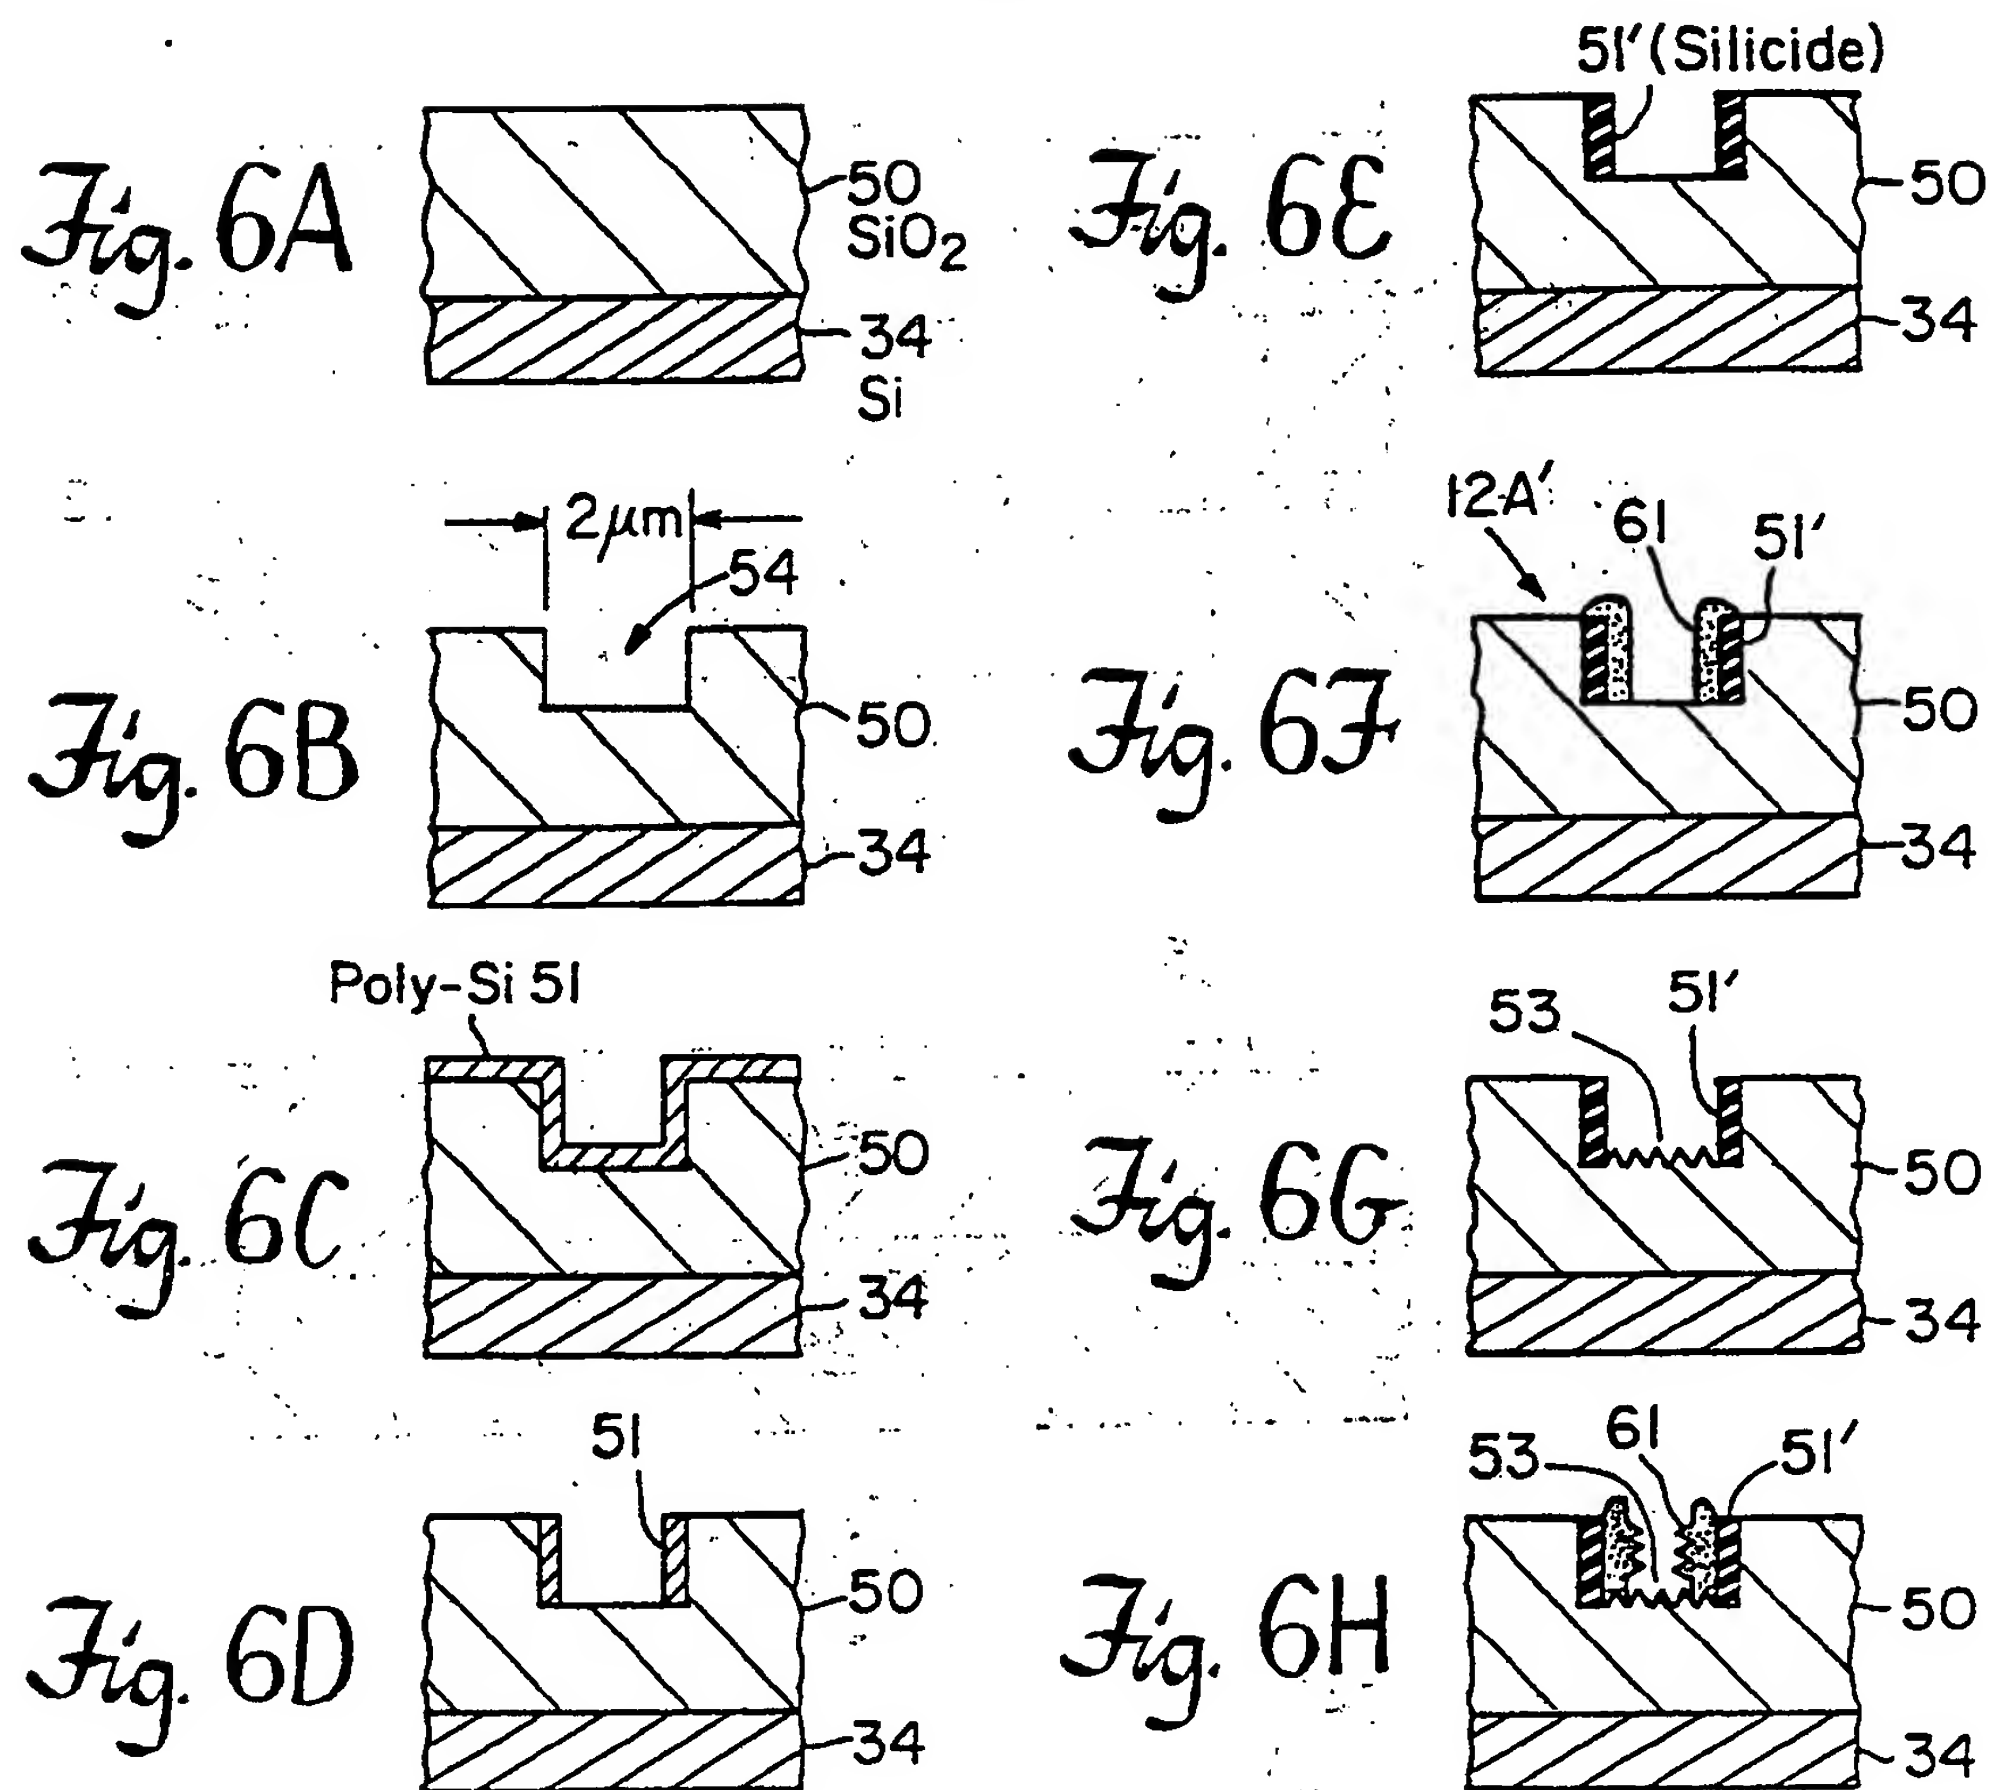 Fig. 6A
50
SiO2
34
Si
Fig. 6B
2μm
54
50
34
Fig. 6C
Poly-Si 51
50
34
Fig. 6D
51
50
34
Fig. 6E
51′(Silicide)
50
34
Fig. 6F
12A′
61
51′
50
34
Fig. 6G
53
51′
50
34
Fig. 6H
53
61
51′
50
34